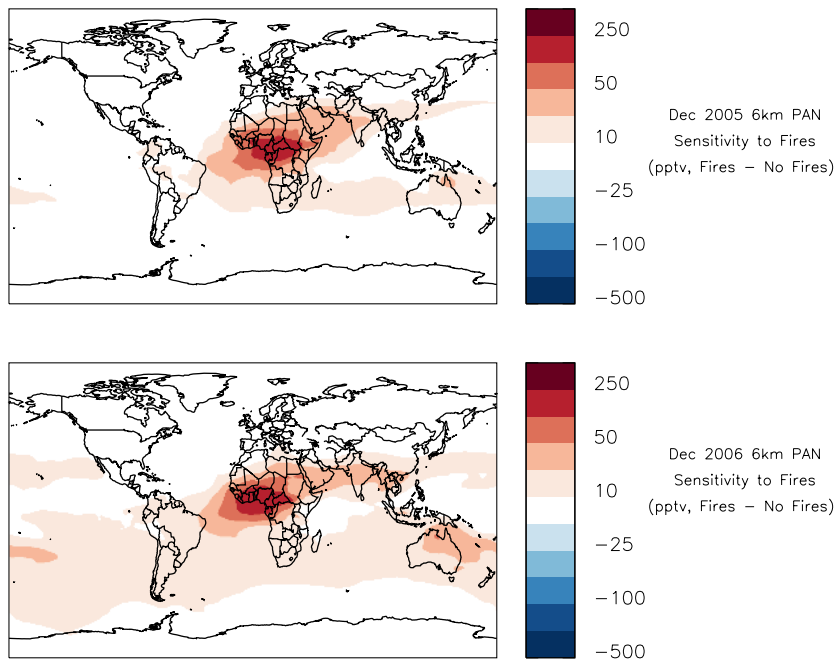 250
50
10
−25
−100
−500
Dec 2005 6km PAN
Sensitivity to Fires
(pptv, Fires − No Fires)
250
50
10
−25
−100
−500
Dec 2006 6km PAN
Sensitivity to Fires
(pptv, Fires − No Fires)